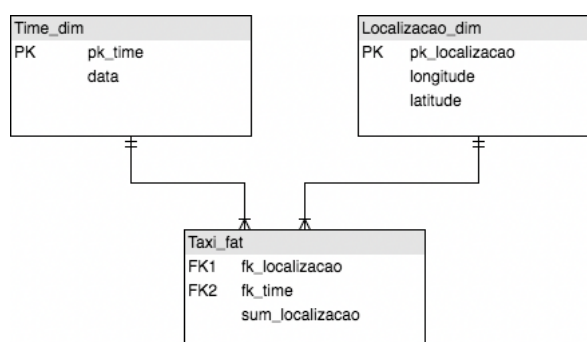 Time_dim
PK pk_time
data
Localizacao_dim
PK pk_localizacao
longitude
latitude
Taxi_fat
FK1 fk_localizacao
FK2 fk_time
sum_localizacao